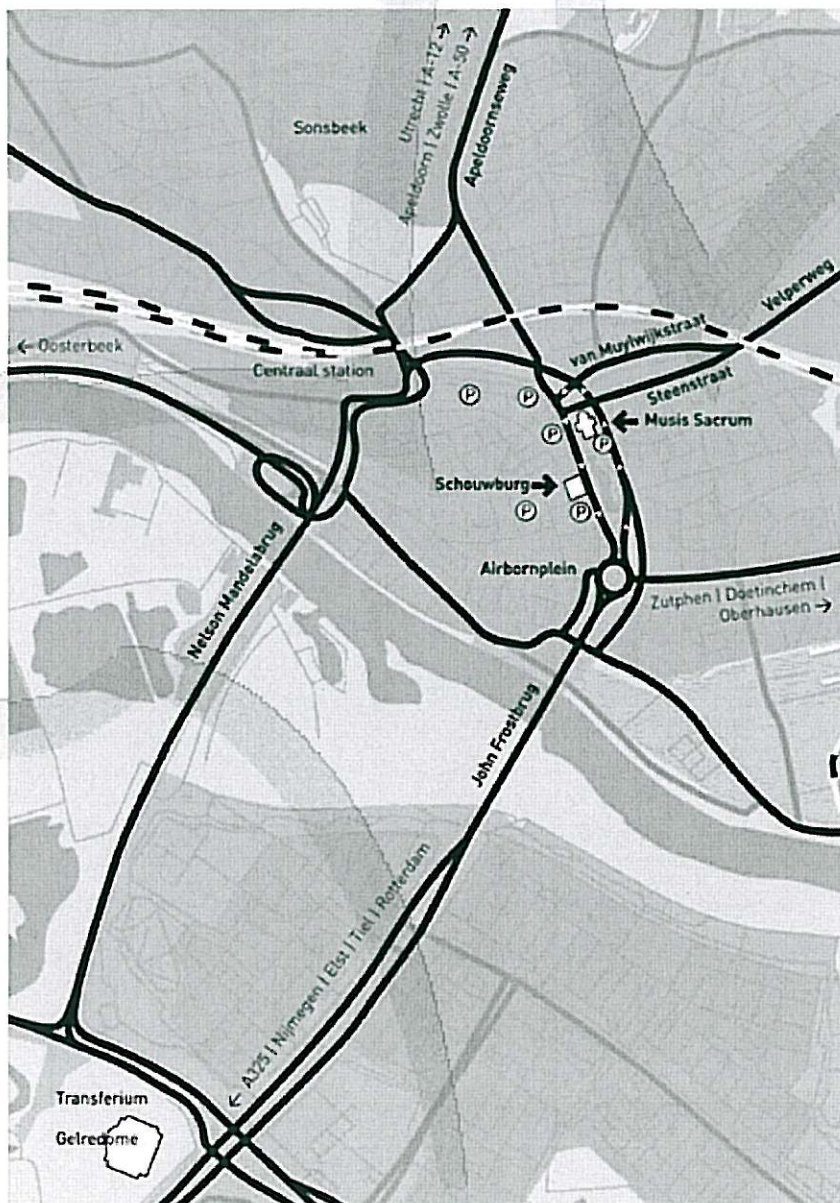 Utrecht | A-12 →
Apeldoorn | Zwolle | A-50 →
Apeldoornseweg
Sonsbeek
Velperweg
van Muylwijkstraat
← Oosterbeek
Centraal station
Steenstraat
P
P
Musis Sacrum
P
P
Schouwburg
P
P
Airbornplein
Nelson Mandelabrug
Zutphen | Doetinchem |
Oberhausen →
John Frostbrug
← A325 | Nijmegen | Elst | Tiel | Rotterdam
Transferium
Gelredome